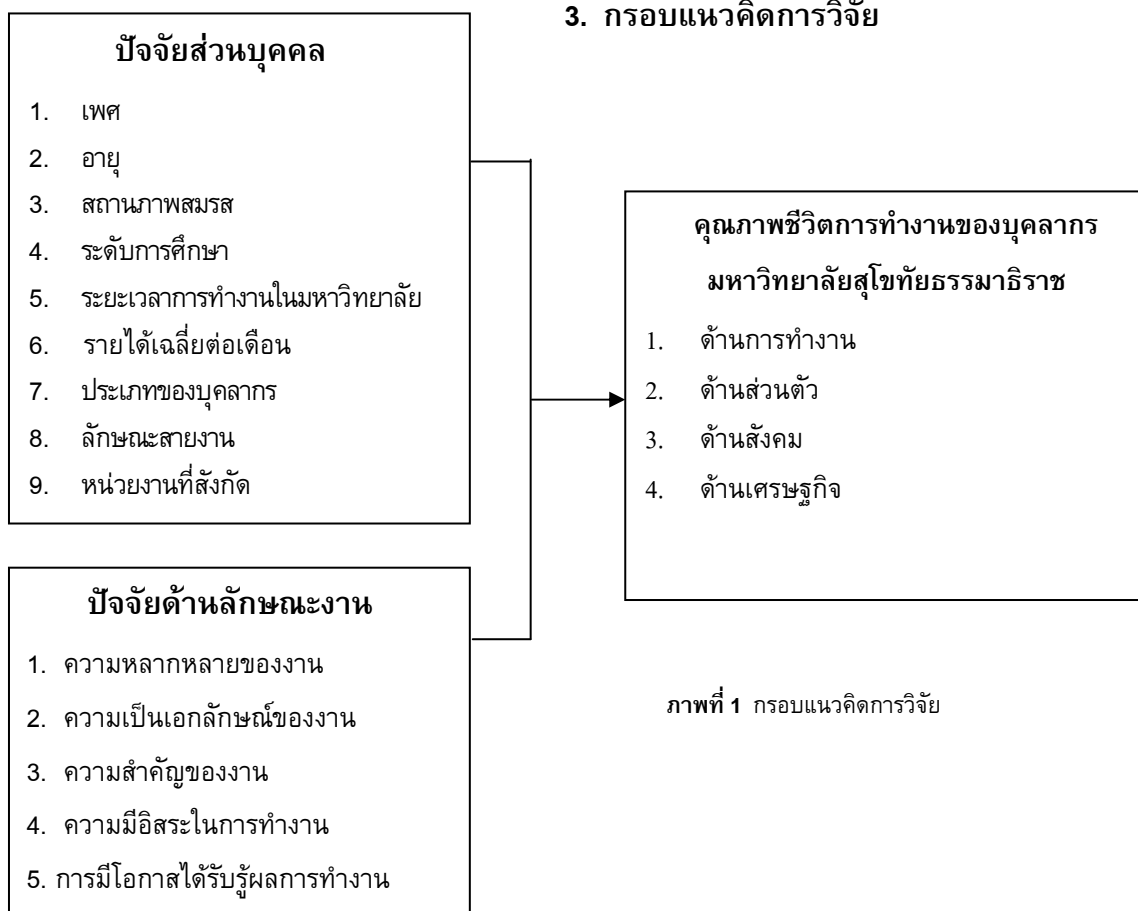 3. กรอบแนวคิดการวิจัย
ปัจจัยส่วนบุคคล
1. เพศ
2. อายุ
3. สถานภาพสมรส
4. ระดับการศึกษา
5. ระยะเวลาการทำงานในมหาวิทยาลัย
6. รายได้เฉลี่ยต่อเดือน
7. ประเภทของบุคลากร
8. ลักษณะสายงาน
9. หน่วยงานที่สังกัด
ปัจจัยด้านลักษณะงาน
1. ความหลากหลายของงาน
2. ความเป็นเอกลักษณ์ของงาน
3. ความสำคัญของงาน
4. ความมีอิสระในการทำงาน
5. การมีโอกาสได้รับรู้ผลการทำงาน
คุณภาพชีวิตการทำงานของบุคลากร
มหาวิทยาลัยสุโขทัยธรรมาธิราช
1. ด้านการทำงาน
2. ด้านส่วนตัว
3. ด้านสังคม
4. ด้านเศรษฐกิจ
ภาพที่ 1 กรอบแนวคิดการวิจัย